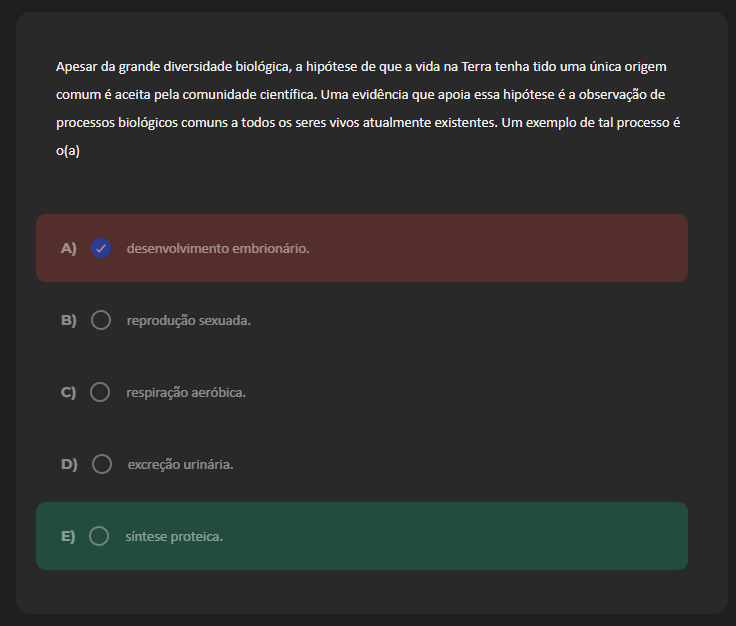 Apesar da grande diversidade biológica, a hipótese de que a vida na Terra tenha tido uma única origem
comum é aceita pela comunidade científica. Uma evidência que apoia essa hipótese é a observação de
processos biológicos comuns a todos os seres vivos atualmente existentes. Um exemplo de tal processo é
o(a)
A) desenvolvimento embrionário.
B) reprodução sexuada.
C) respiração aeróbica.
D) excreção urinária.
E) síntese proteica.